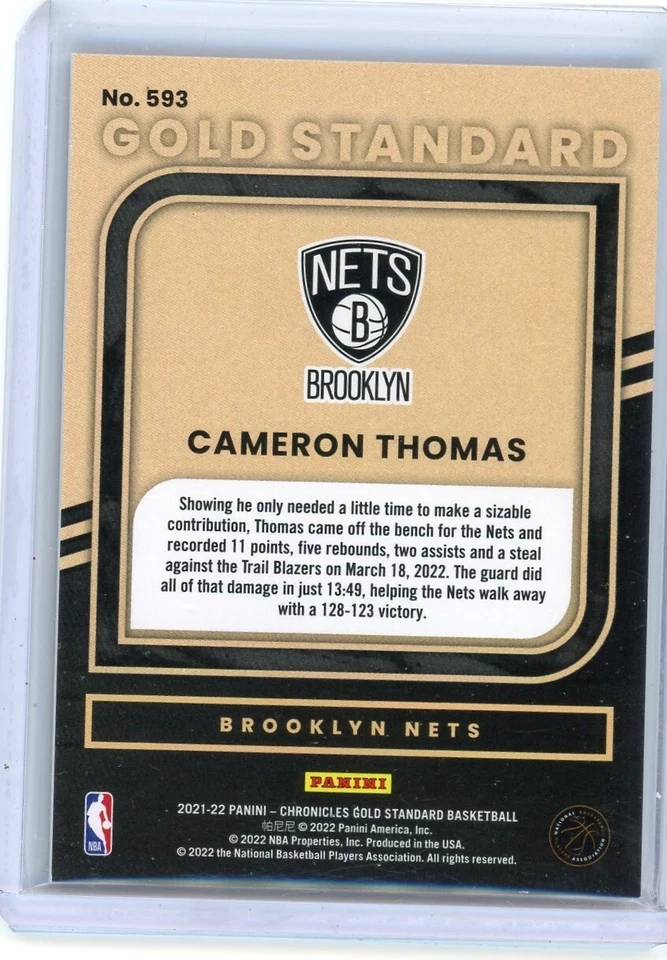 No. 593
GOLD STANDARD
NETS
B
BROOKLYN
CAMERON THOMAS
Showing he only needed a little time to make a sizable
contribution, Thomas came off the bench for the Nets and
recorded 11 points, five rebounds, two assists and a steal
against the Trail Blazers on March 18, 2022. The guard did
all of that damage in just 13:49, helping the Nets walk away
with a 128-123 victory.
BROOKLYN NETS
PANINI
2021-22 PANINI – CHRONICLES GOLD STANDARD BASKETBALL
帕尼尼 © 2022 Panini America, Inc.
© 2022 NBA Properties, Inc. Produced in the USA.
© 2022 the National Basketball Players Association. All rights reserved.
NBA
NATIONAL BASKETBALL PLAYERS ASSOCIATION